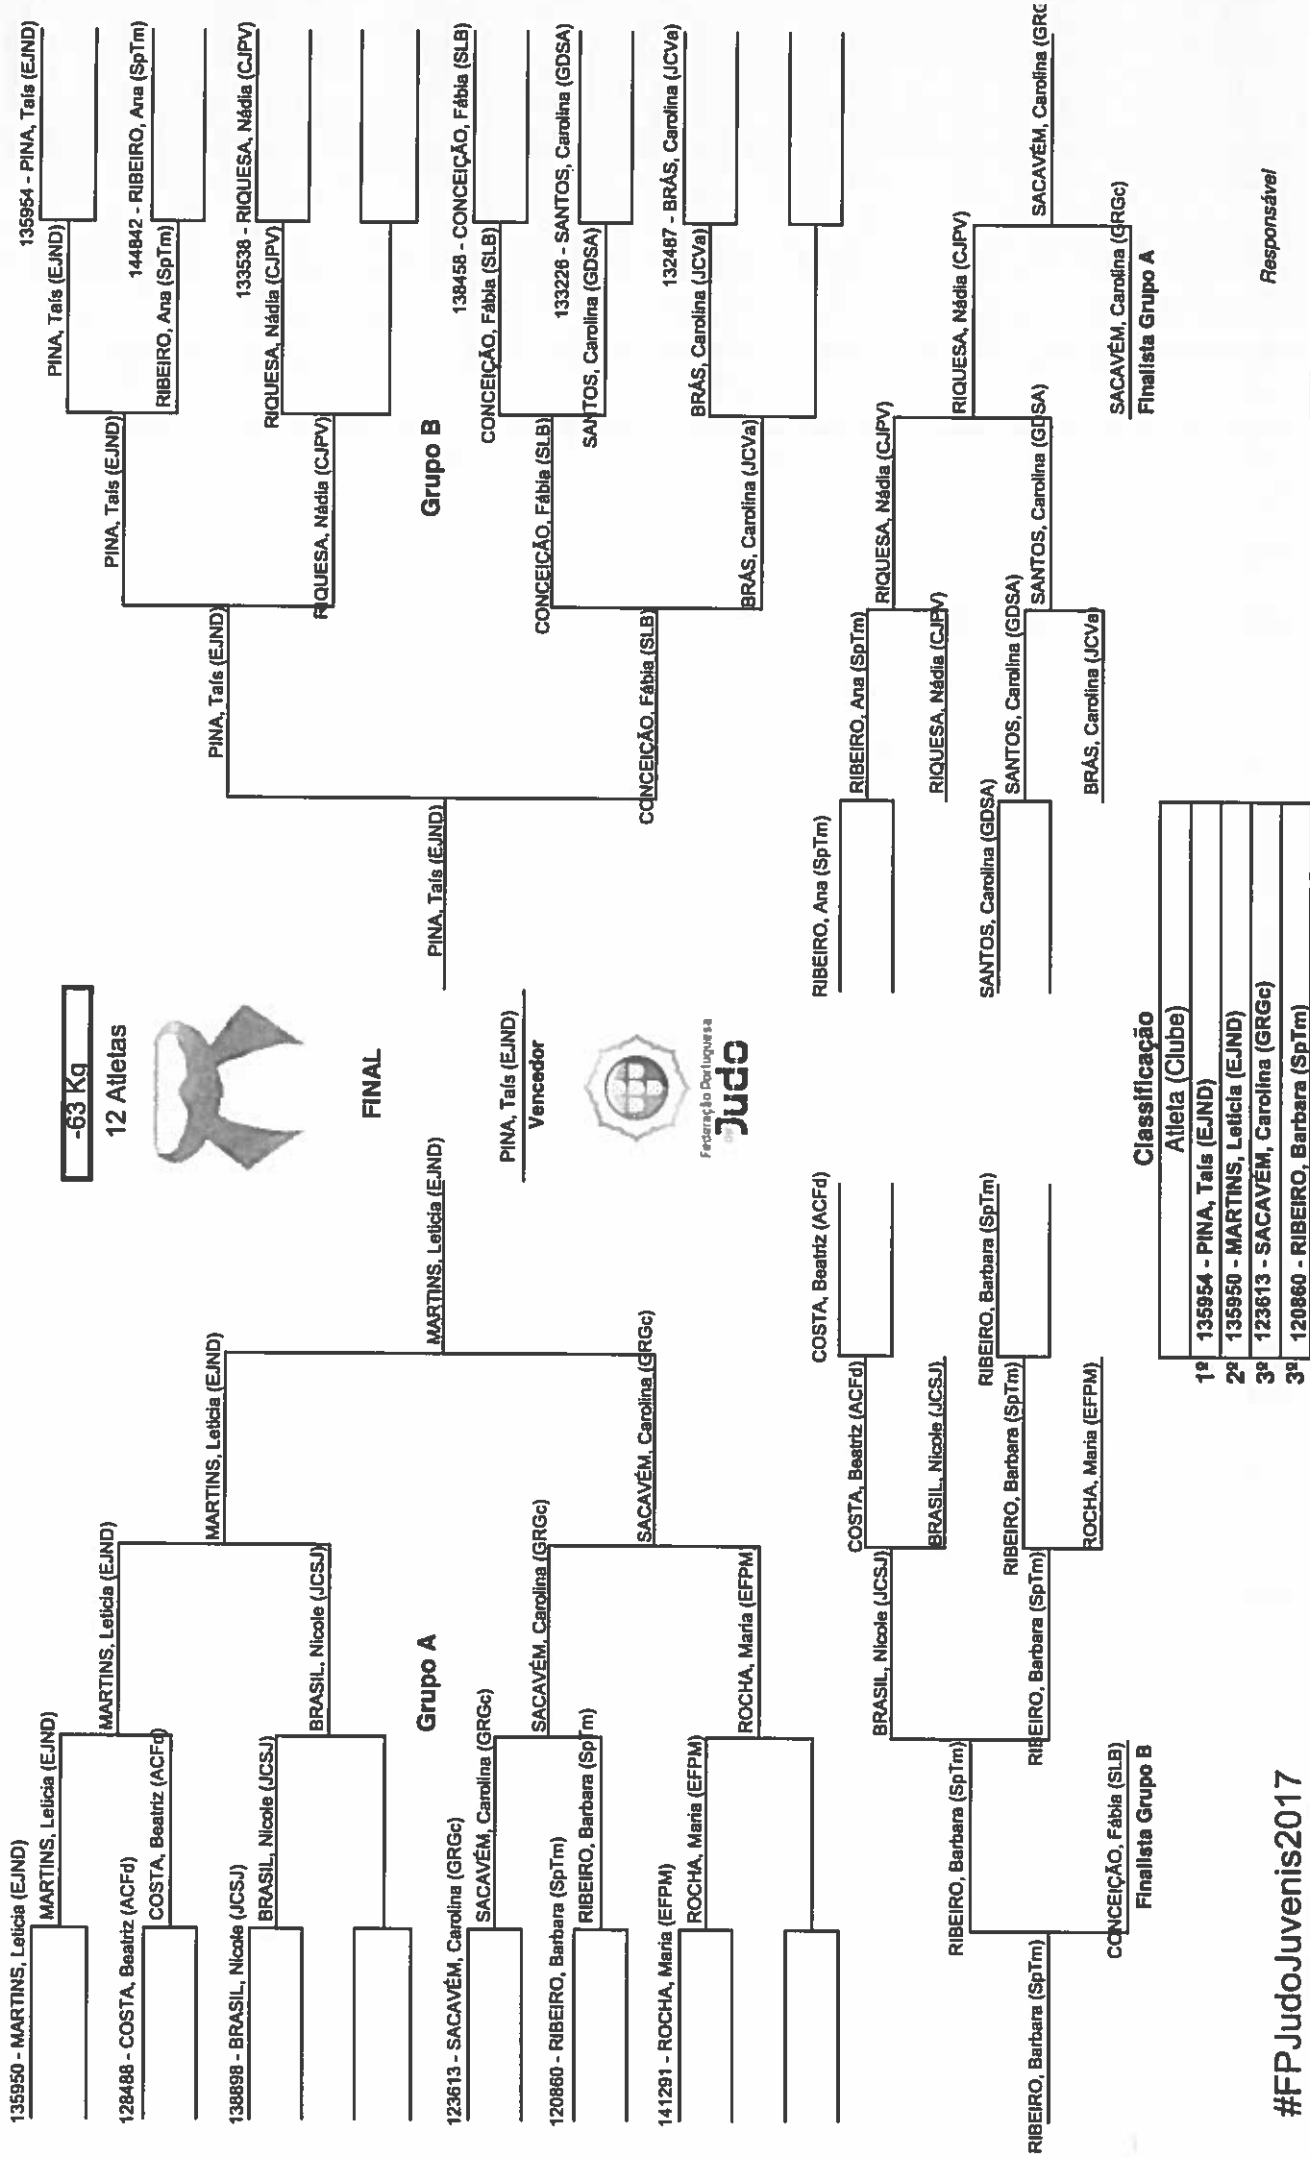 -63 Kg
12 Atletas
135950 - MARTINS, Leticia (EJND)
MARTINS, Leticia (EJND)
128488 - COSTA, Beatriz (ACFd)
COSTA, Beatriz (ACFd)
MARTINS, Leticia (EJND)
138898 - BRASIL, Nicole (JCSJ)
BRASIL, Nicole (JCSJ)
MARTINS, Leticia (EJND)
BRASIL, Nicole (JCSJ)
Grupo A
123613 - SACAVÉM, Carolina (GRGc)
SACAVÉM, Carolina (GRGc)
120860 - RIBEIRO, Barbara (SpTm)
RIBEIRO, Barbara (SpTm)
SACAVÉM, Carolina (GRGc)
141291 - ROCHA, Maria (EFPM)
ROCHA, Maria (EFPM)
SACAVÉM, Carolina (GRGc)
ROCHA, Maria (EFPM)
MARTINS, Leticia (EJND)
FINAL
PINA, Taís (EJND)
Vencedor
Federação Portuguesa
de
Judo
PINA, Taís (EJND)
135954 - PINA, Taís (EJND)
PINA, Taís (EJND)
144842 - RIBEIRO, Ana (SpTm)
RIBEIRO, Ana (SpTm)
PINA, Taís (EJND)
133538 - RIQUESA, Nádia (CJPV)
RIQUESA, Nádia (CJPV)
PINA, Taís (EJND)
RIQUESA, Nádia (CJPV)
Grupo B
138458 - CONCEIÇÃO, Fábia (SLB)
CONCEIÇÃO, Fábia (SLB)
133226 - SANTOS, Carolina (GDSA)
SANTOS, Carolina (GDSA)
CONCEIÇÃO, Fábia (SLB)
132487 - BRÁS, Carolina (JCVa)
BRÁS, Carolina (JCVa)
CONCEIÇÃO, Fábia (SLB)
BRÁS, Carolina (JCVa)
COSTA, Beatriz (ACFd)
COSTA, Beatriz (ACFd)
BRASIL, Nicole (JCSJ)
BRASIL, Nicole (JCSJ)
RIBEIRO, Barbara (SpTm)
RIBEIRO, Barbara (SpTm)
RIBEIRO, Barbara (SpTm)
ROCHA, Maria (EFPM)
RIBEIRO, Barbara (SpTm)
RIBEIRO, Barbara (SpTm)
CONCEIÇÃO, Fábia (SLB)
Finalista Grupo B
RIBEIRO, Ana (SpTm)
RIBEIRO, Ana (SpTm)
RIQUESA, Nádia (CJPV)
RIQUESA, Nádia (CJPV)
SANTOS, Carolina (GDSA)
SANTOS, Carolina (GDSA)
BRÁS, Carolina (JCVa)
SANTOS, Carolina (GDSA)
RIQUESA, Nádia (CJPV)
SACAVÉM, Carolina (GRG
SACAVÉM, Carolina (GRGc)
Finalista Grupo A
Classificação
Atleta (Clube)
1º 135954 - PINA, Taís (EJND)
2º 135950 - MARTINS, Leticia (EJND)
3º 123613 - SACAVÉM, Carolina (GRGc)
3º 120860 - RIBEIRO, Barbara (SpTm)
Responsável
#FPJudoJuvenis2017